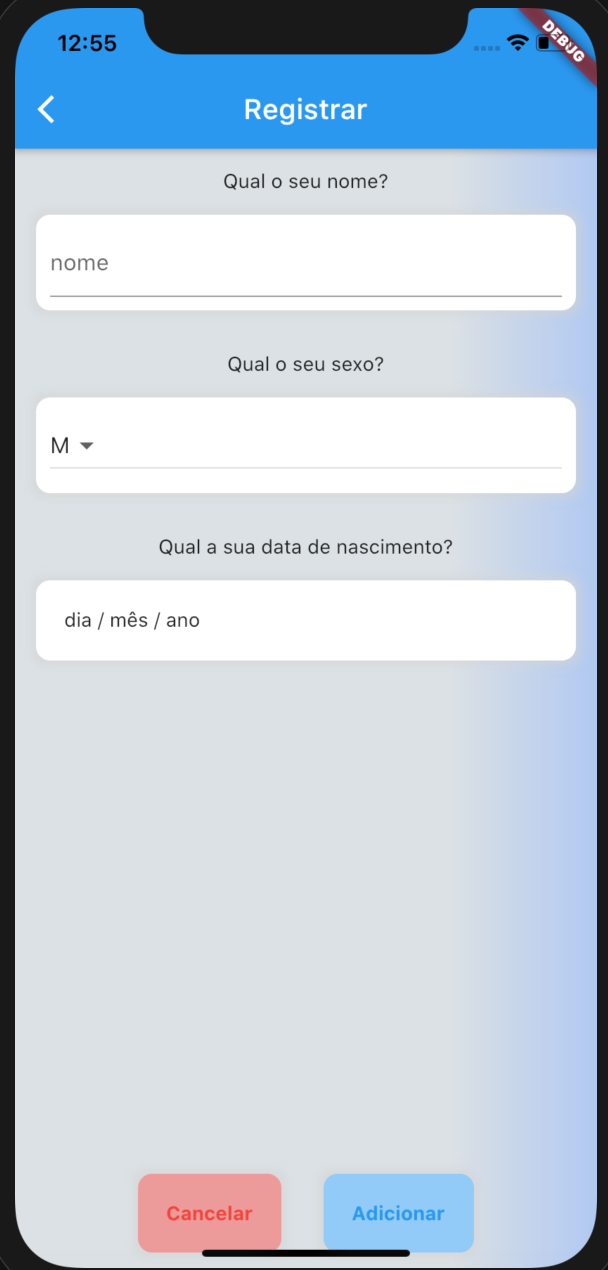 12:55
DEBUG
Registrar
Qual o seu nome?
nome
Qual o seu sexo?
M
Qual a sua data de nascimento?
dia / mês / ano
Cancelar
Adicionar